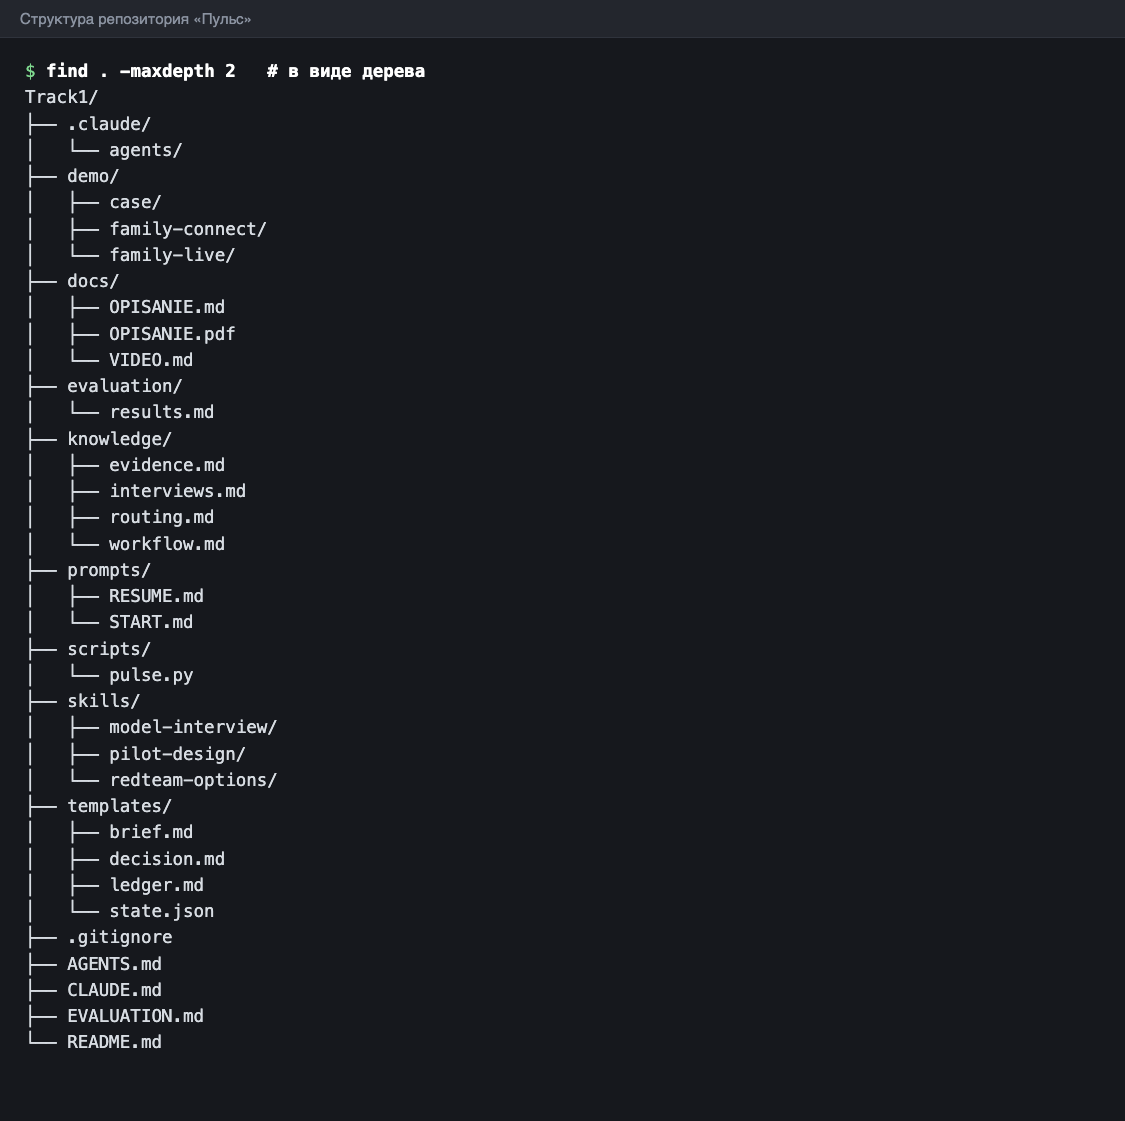 Структура репозитория «Пульс»
$ find . -maxdepth 2   # в виде дерева
Track1/
├── .claude/
│   └── agents/
├── demo/
│   ├── case/
│   ├── family-connect/
│   └── family-live/
├── docs/
│   ├── OPISANIE.md
│   ├── OPISANIE.pdf
│   └── VIDEO.md
├── evaluation/
│   └── results.md
├── knowledge/
│   ├── evidence.md
│   ├── interviews.md
│   ├── routing.md
│   └── workflow.md
├── prompts/
│   ├── RESUME.md
│   └── START.md
├── scripts/
│   └── pulse.py
├── skills/
│   ├── model-interview/
│   ├── pilot-design/
│   └── redteam-options/
├── templates/
│   ├── brief.md
│   ├── decision.md
│   ├── ledger.md
│   └── state.json
├── .gitignore
├── AGENTS.md
├── CLAUDE.md
├── EVALUATION.md
└── README.md